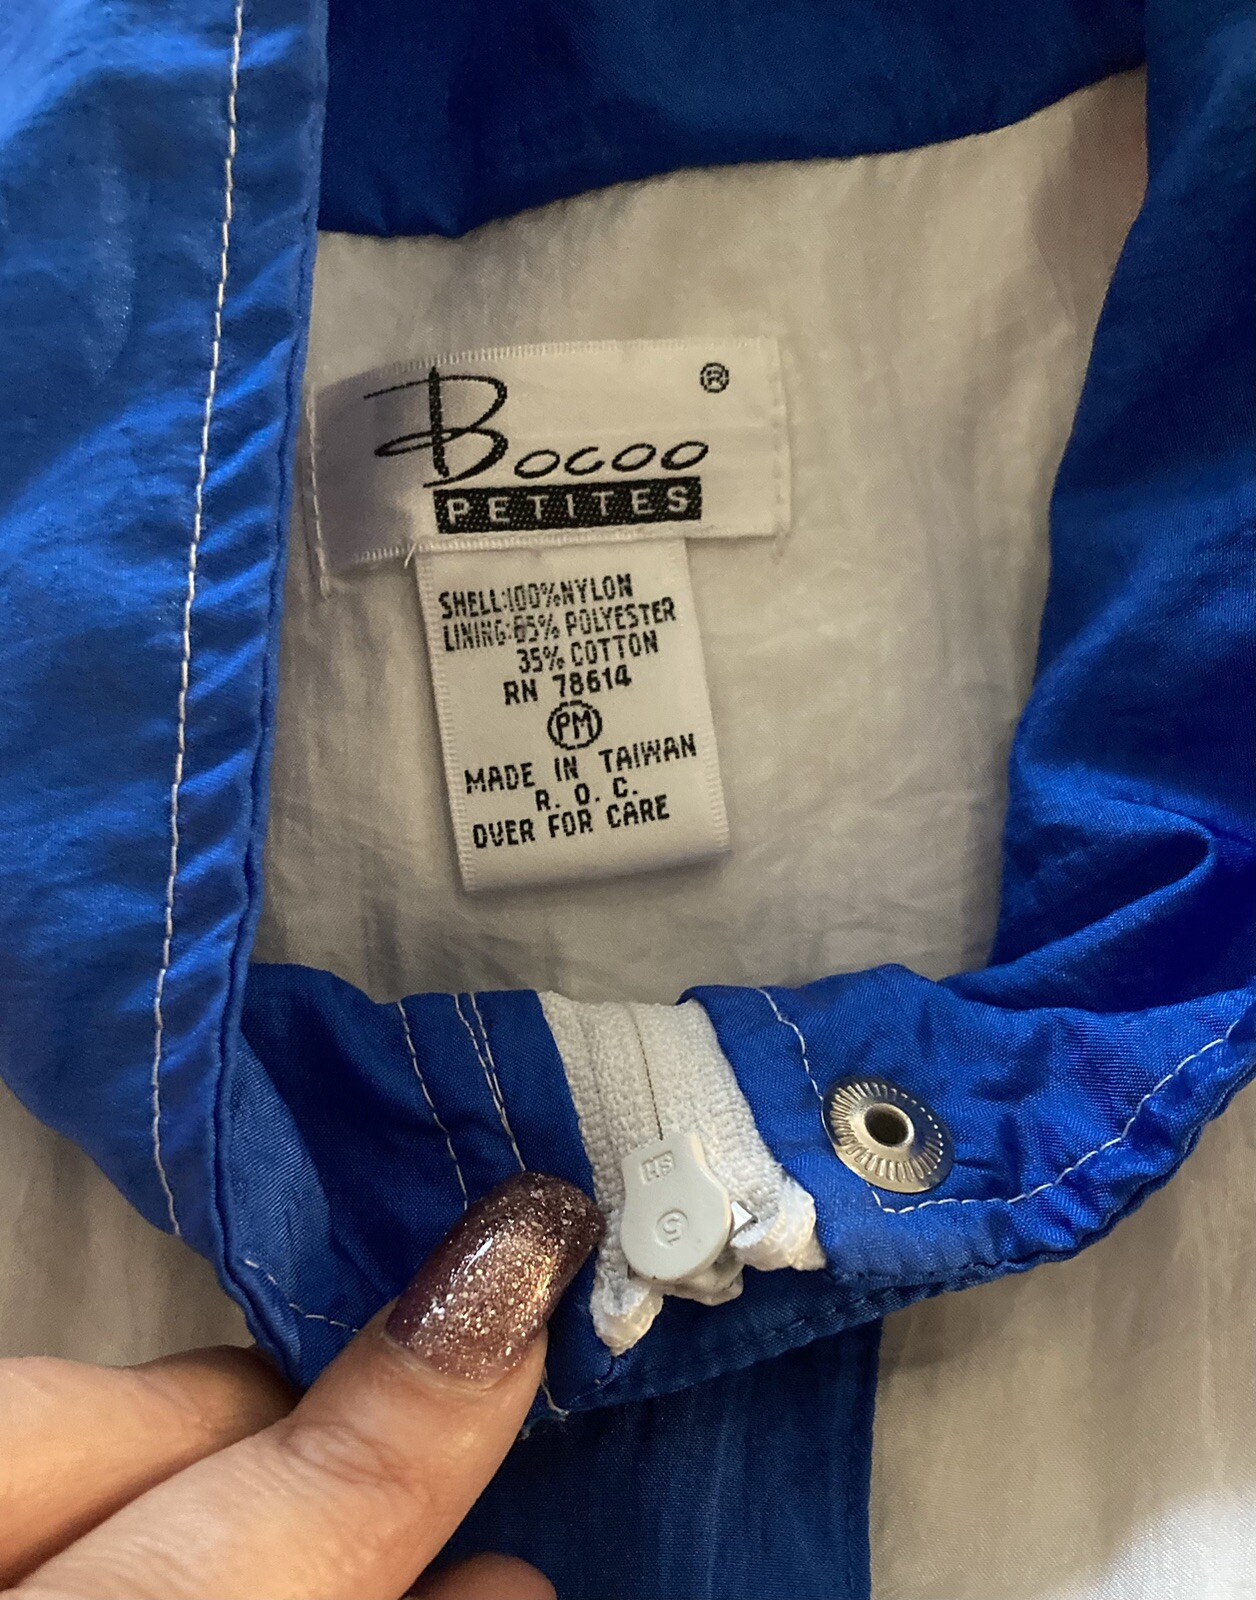 Bocoo ®
PETITES
SHELL:100%NYLON
LINING:65% POLYESTER
35% COTTON
RN 78614
PM
MADE IN TAIWAN
R. O. C.
OVER FOR CARE
5